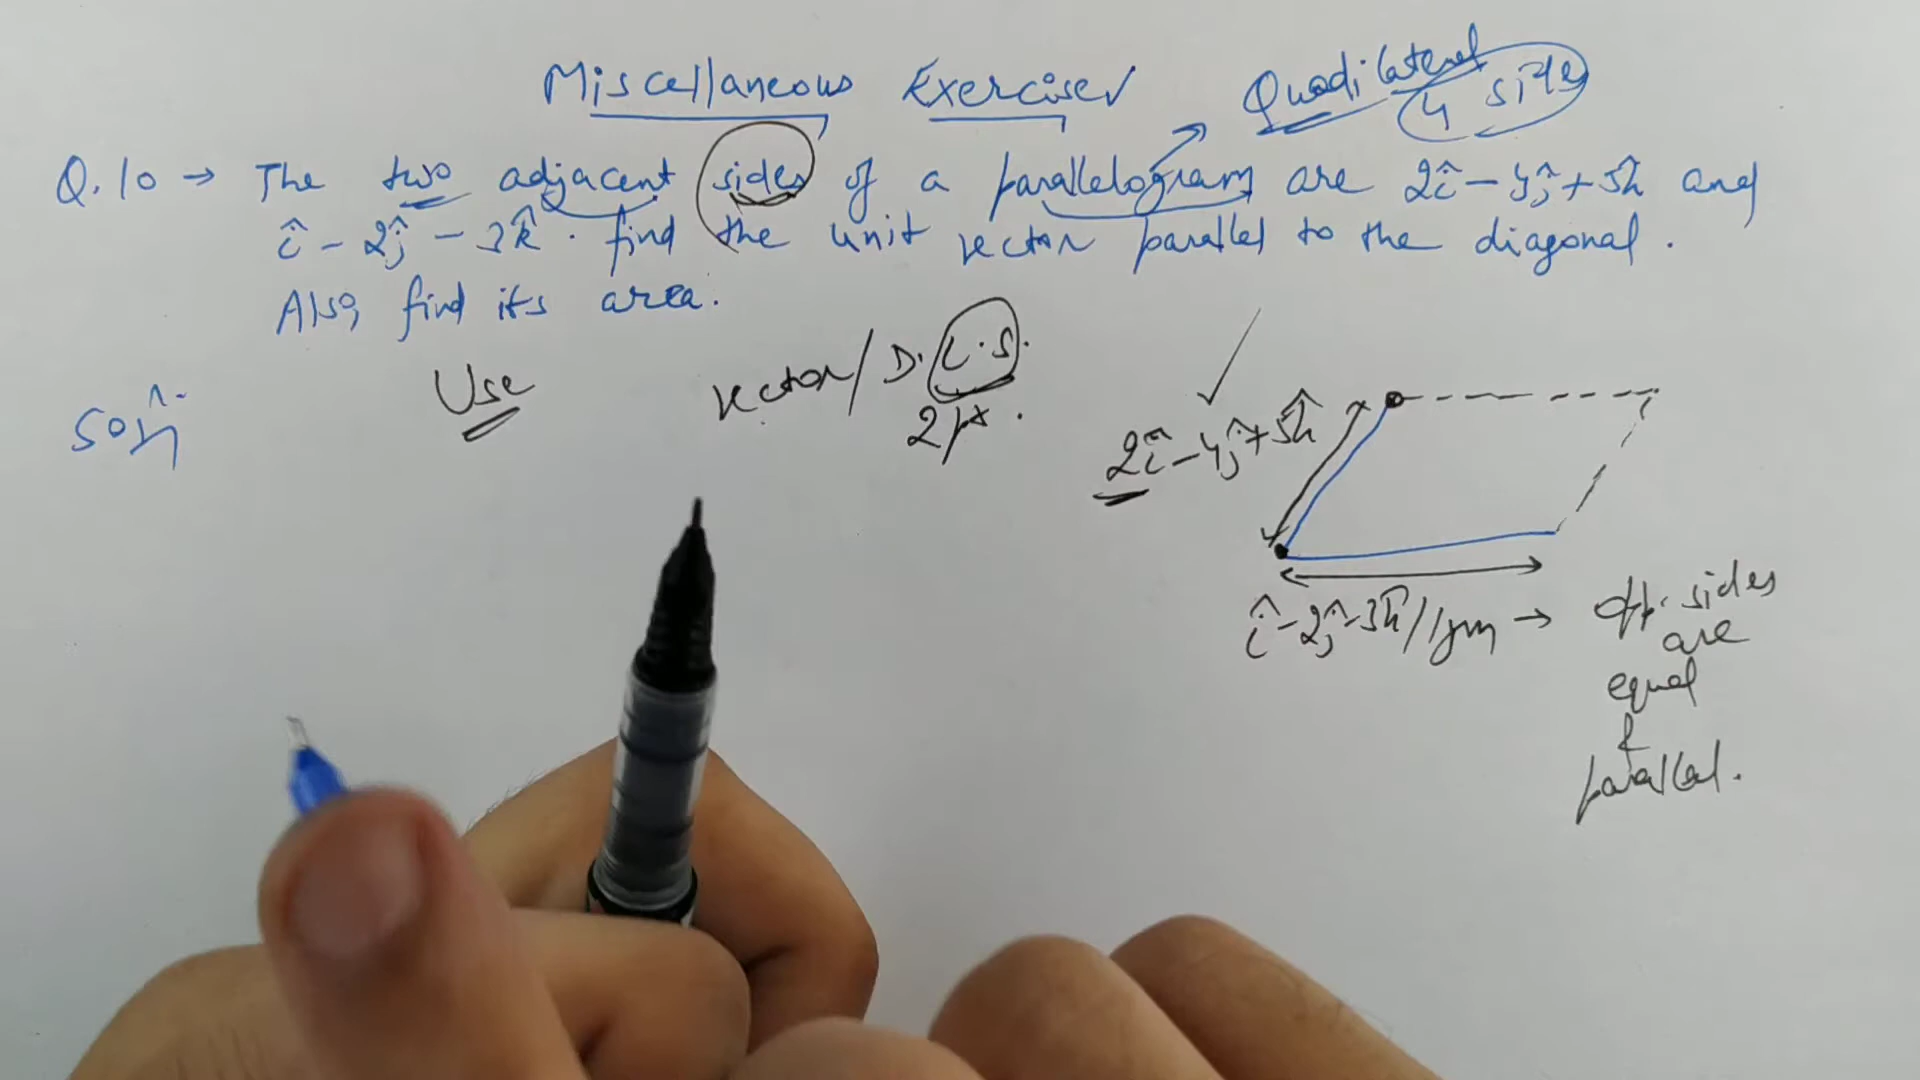 Miscellaneous Exercise
Quadilateral
4 side
Q.10 → The two adjacent sides of a parallelogram are 2î - 4ĵ + 5k̂ and
î - 2ĵ - 3k̂. find the unit vector parallel to the diagonal.
Also, find its area.
Solⁿ
Use
vector/D.
2
2î - 4ĵ + 5k̂
î - 2ĵ - 3k̂ / 1gm → opp. sides
are
equal
&
parallel.